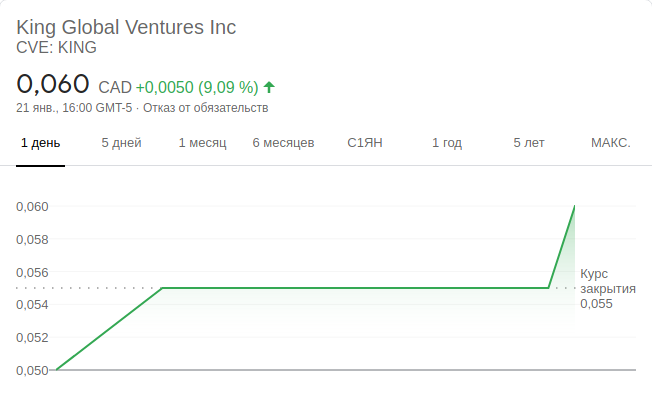 King Global Ventures Inc
CVE: KING
0,060 CAD +0,0050 (9,09 %)
21 янв., 16:00 GMT-5 · Отказ от обязательств
1 день 5 дней 1 месяц 6 месяцев С1ЯН 1 год 5 лет МАКС.
0,060
0,058
0,056
0,054
0,052
0,050
Курс
закрытия
0,055